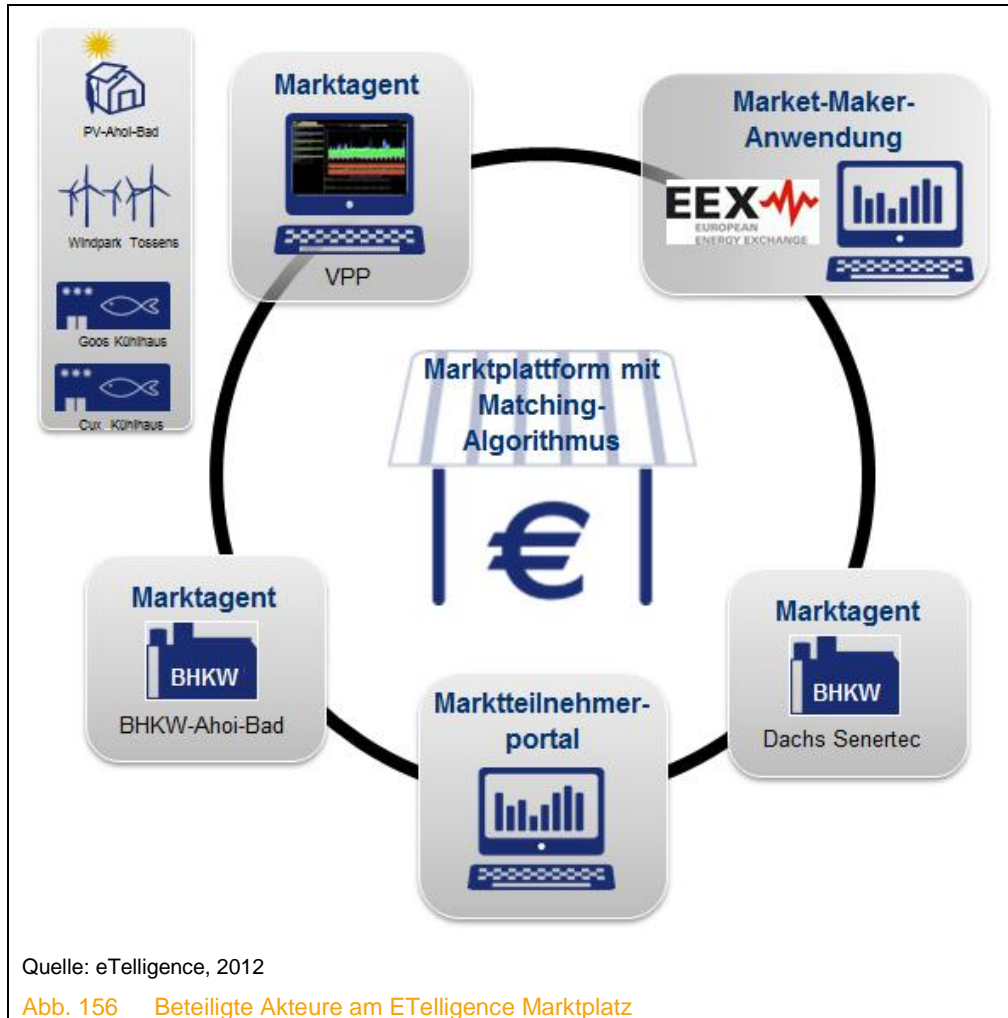 PV-Ahoi-Bad
Windpark Tossens
Goos Kühlhaus
Cux Kühlhaus
Marktagent
VPP
Market-Maker-
Anwendung
EEX
EUROPEAN
ENERGY EXCHANGE
Marktplattform mit
Matching-
Algorithmus
€
Marktagent
BHKW
BHKW-Ahoi-Bad
Marktteilnehmer-
portal
Marktagent
BHKW
Dachs Senertec
Quelle: eTelligence, 2012
Abb. 156 Beteiligte Akteure am ETelligence Marktplatz